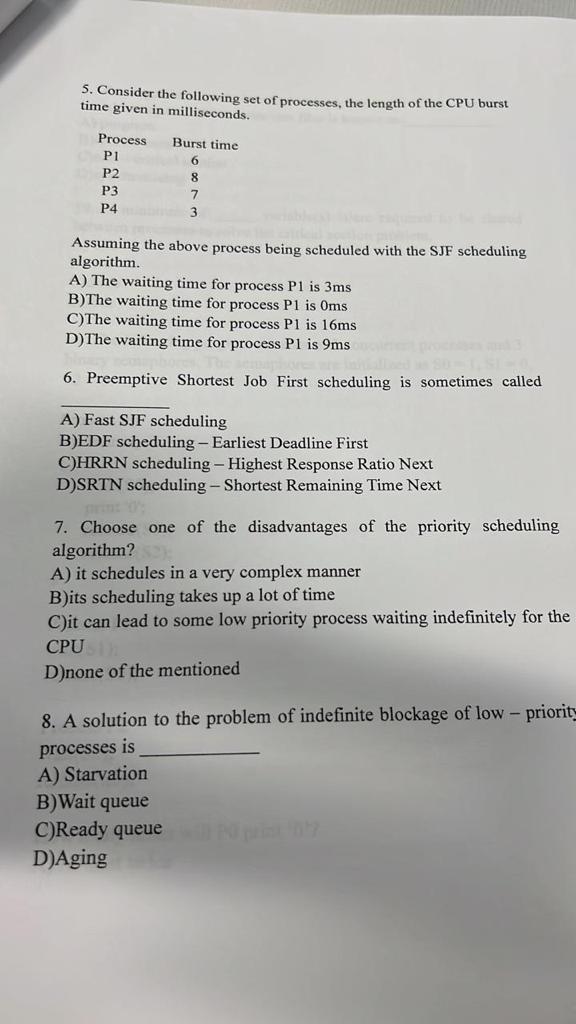 5. Consider the following set of processes, the length of the CPU burst
time given in milliseconds.
Process Burst time
P1 6
P2 8
P3 7
P4 3
Assuming the above process being scheduled with the SJF scheduling
algorithm.
A) The waiting time for process P1 is 3ms
B)The waiting time for process P1 is 0ms
C)The waiting time for process P1 is 16ms
D)The waiting time for process P1 is 9ms
6. Preemptive Shortest Job First scheduling is sometimes called
____________
A) Fast SJF scheduling
B)EDF scheduling – Earliest Deadline First
C)HRRN scheduling – Highest Response Ratio Next
D)SRTN scheduling – Shortest Remaining Time Next
7. Choose one of the disadvantages of the priority scheduling
algorithm?
A) it schedules in a very complex manner
B)its scheduling takes up a lot of time
C)it can lead to some low priority process waiting indefinitely for the
CPU
D)none of the mentioned
8. A solution to the problem of indefinite blockage of low – priority
processes is ____________
A) Starvation
B)Wait queue
C)Ready queue
D)Aging